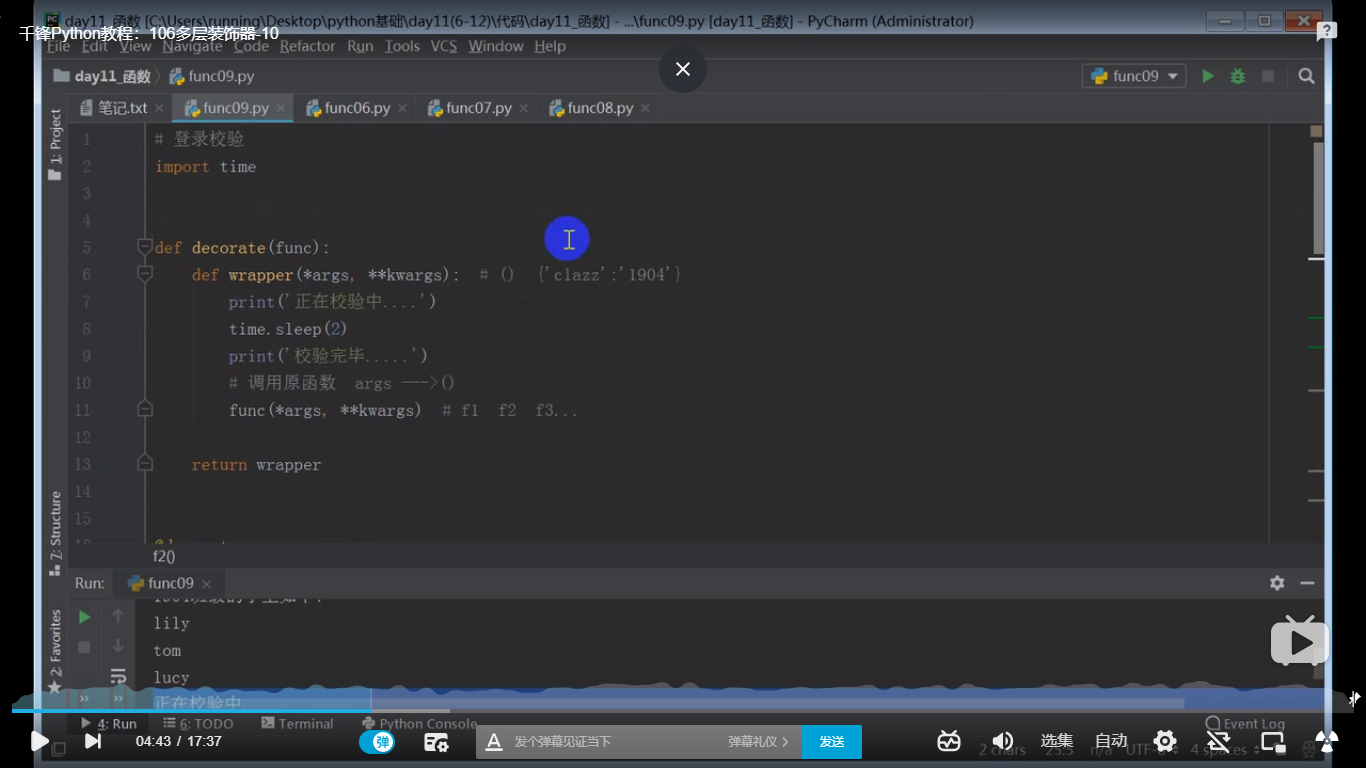 day11_函数 [C:\Users\running\Desktop\python基础\day11(6-12)\代码\day11_函数] - ...\func09.py [day11_函数] - PyCharm (Administrator)
千锋Python教程：106多层装饰器-10
File Edit View Navigate Code Refactor Run Tools VCS Window Help
day11_函数 func09.py func09
笔记.txt func09.py func06.py func07.py func08.py
1: Project
1 # 登录校验
2 import time
3
4
5 def decorate(func):
6 def wrapper(*args, **kwargs): # () {'clazz':'1904'}
7 print('正在校验中....')
8 time.sleep(2)
9 print('校验完毕.....')
10 # 调用原函数 args --->()
11 func(*args, **kwargs) # f1 f2 f3...
12
13 return wrapper
14
15
7: Structure
f2()
Run: func09
2: Favorites
lily
tom
lucy
正在校验中....
4: Run 6: TODO Terminal Python Console Event Log
04:43 / 17:37 弹 发个弹幕见证当下 弹幕礼仪 发送 选集 自动
2 chars 25:5 n/a UTF-8 4 spaces